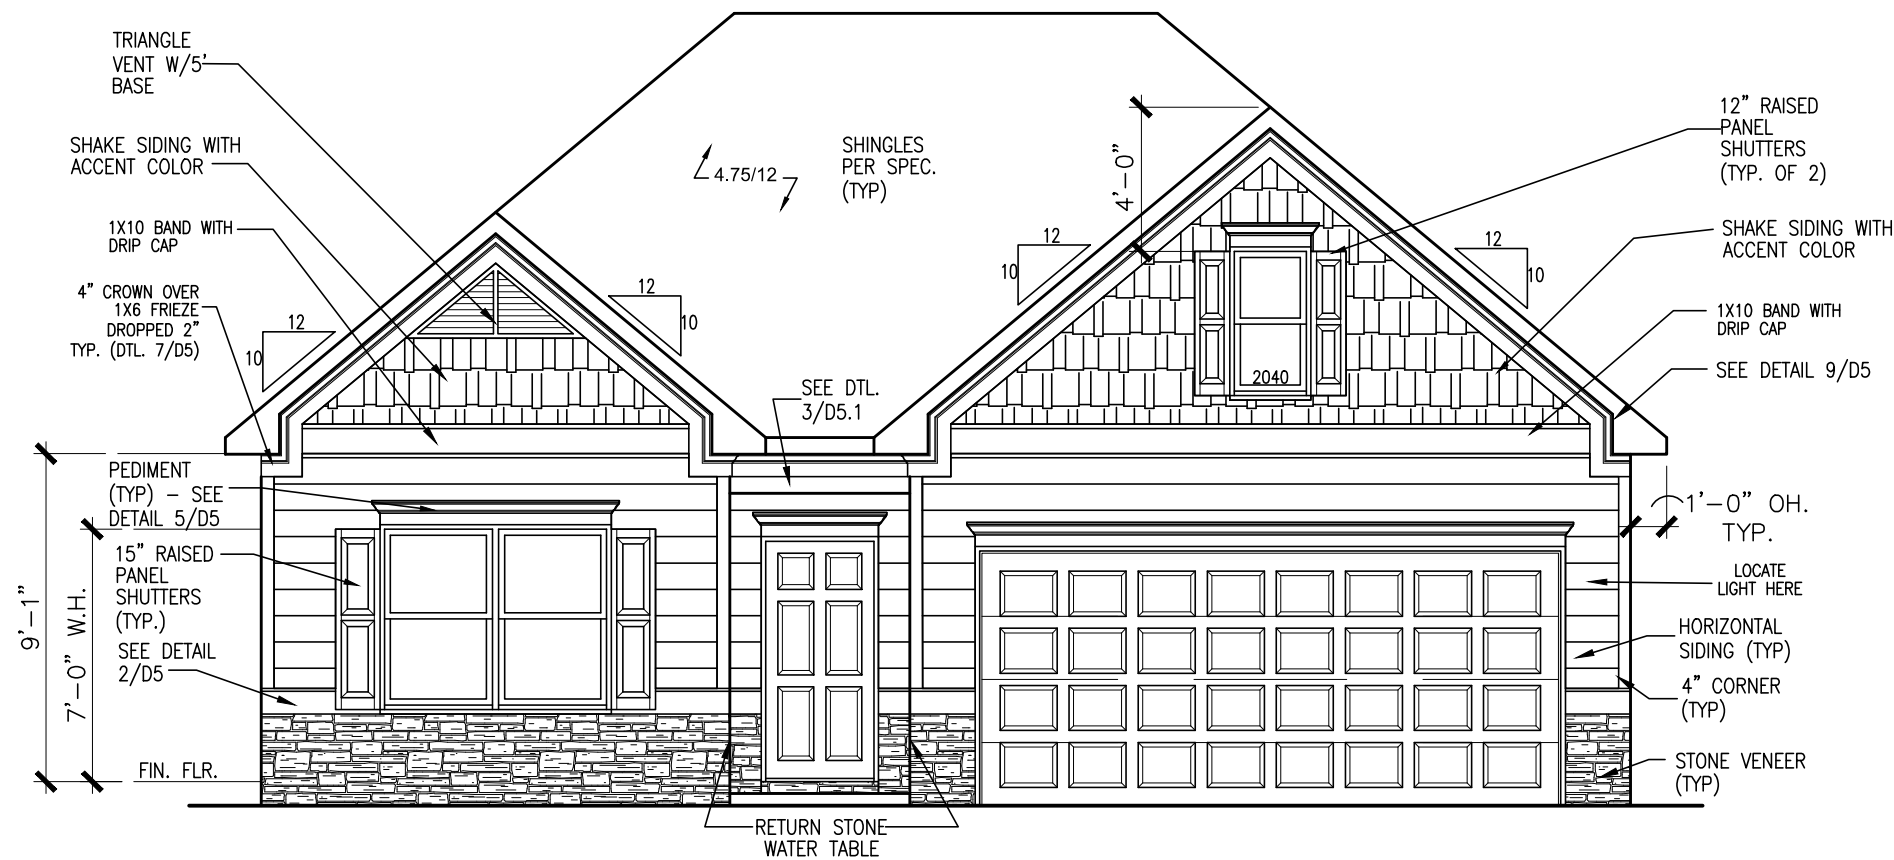 TRIANGLE
VENT W/5'
BASE
SHAKE SIDING WITH
ACCENT COLOR
1X10 BAND WITH
DRIP CAP
4" CROWN OVER
1X6 FRIEZE
DROPPED 2"
TYP. (DTL. 7/D5)
12
10
12
10
4.75/12
SHINGLES
PER SPEC.
(TYP)
4'-0"
12
10
12
10
12" RAISED
PANEL
SHUTTERS
(TYP. OF 2)
SHAKE SIDING WITH
ACCENT COLOR
1X10 BAND WITH
DRIP CAP
SEE DETAIL 9/D5
2040
SEE DTL.
3/D5.1
PEDIMENT
(TYP) - SEE
DETAIL 5/D5
15" RAISED
PANEL
SHUTTERS
(TYP.)
SEE DETAIL
2/D5
9'-1"
7'-0" W.H.
FIN. FLR.
1'-0" OH.
TYP.
LOCATE
LIGHT HERE
HORIZONTAL
SIDING (TYP)
4" CORNER
(TYP)
STONE VENEER
(TYP)
RETURN STONE
WATER TABLE